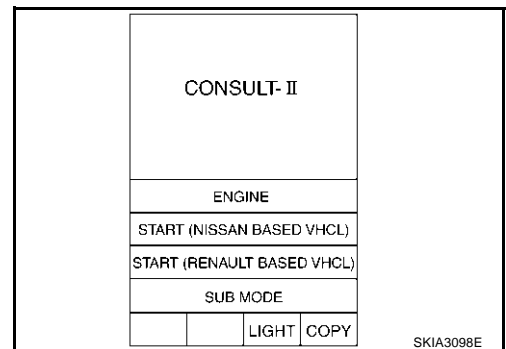 CONSULT-Ⅱ
ENGINE
START (NISSAN BASED VHCL)
START (RENAULT BASED VHCL)
SUB MODE
LIGHT COPY
SKIA3098E